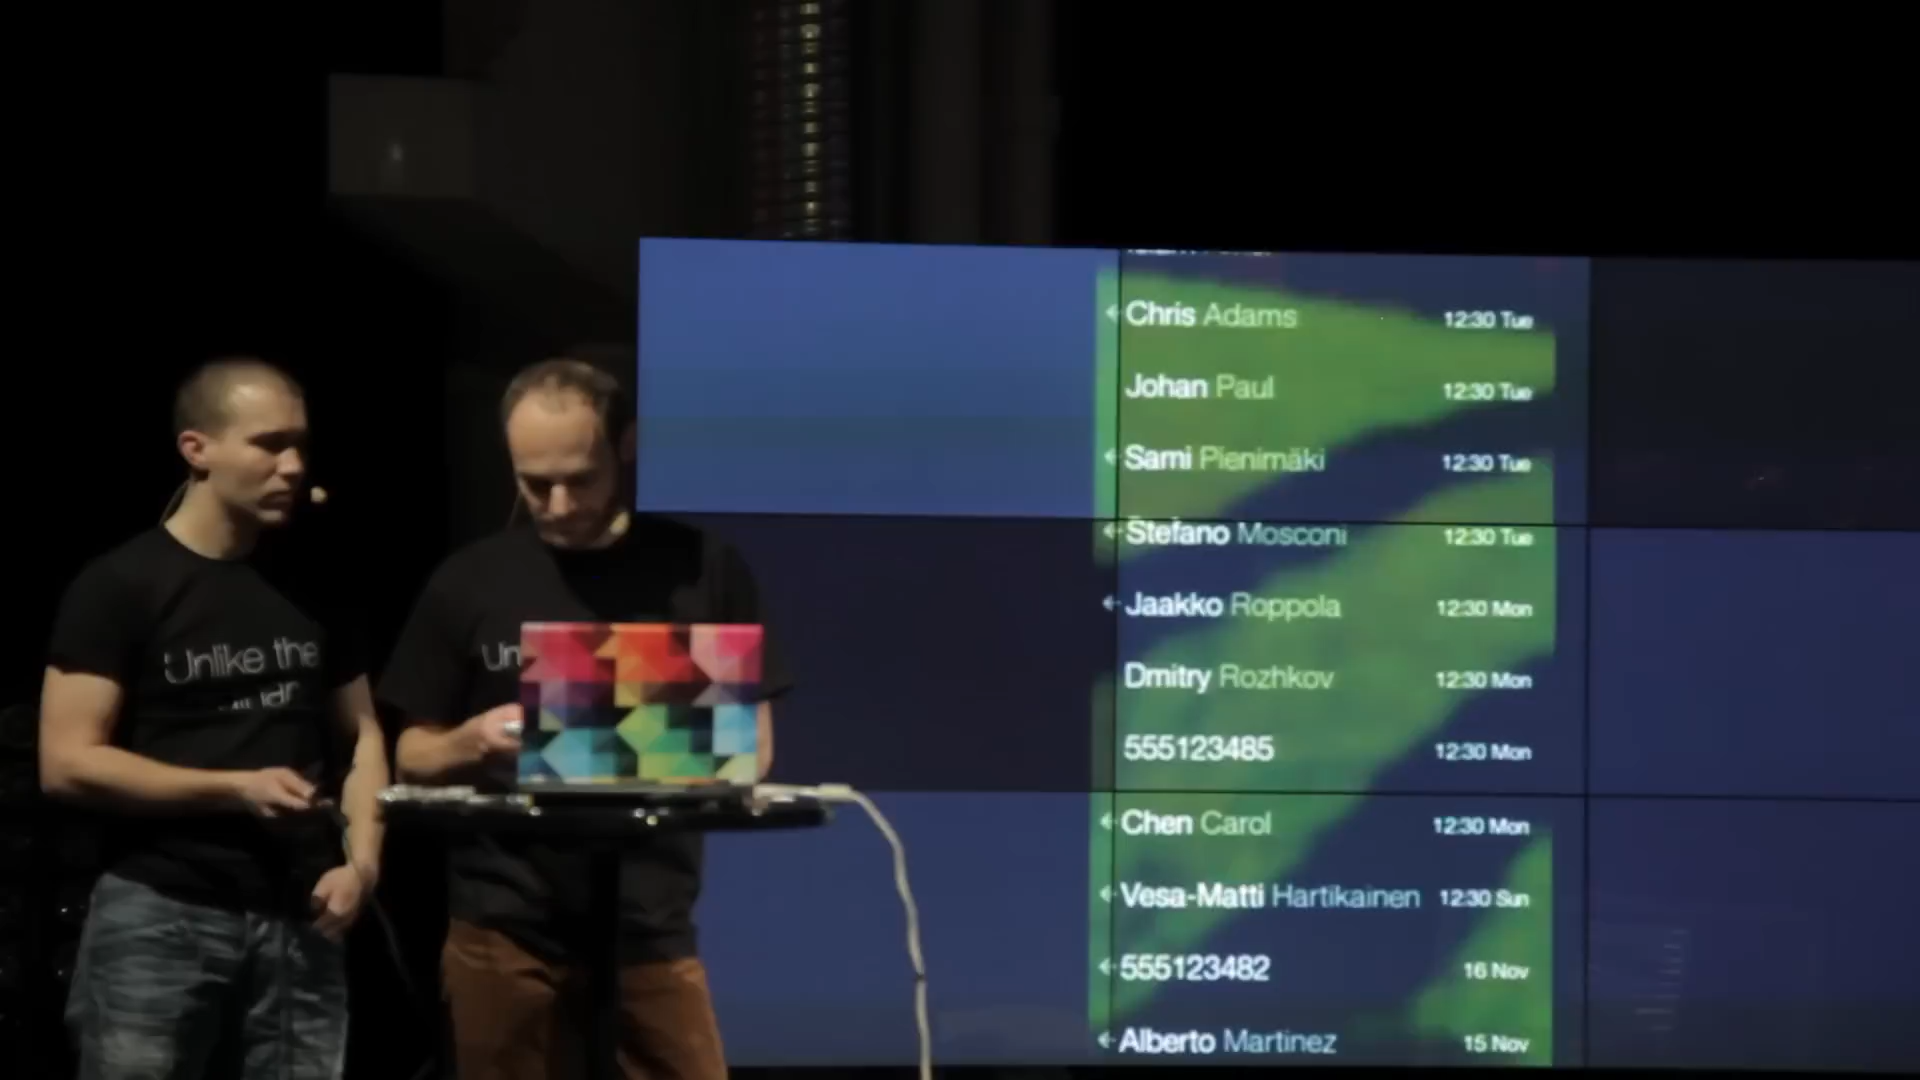 Unlike the
Un
Chris Adams 12:30 Tue
Johan Paul 12:30 Tue
Sami Pienimäki 12:30 Tue
Stefano Mosconi 12:30 Tue
Jaakko Roppola 12:30 Mon
Dmitry Rozhkov 12:30 Mon
555123485 12:30 Mon
Chen Carol 12:30 Mon
Vesa-Matti Hartikainen 12:30 Sun
555123482 16 Nov
Alberto Martinez 15 Nov